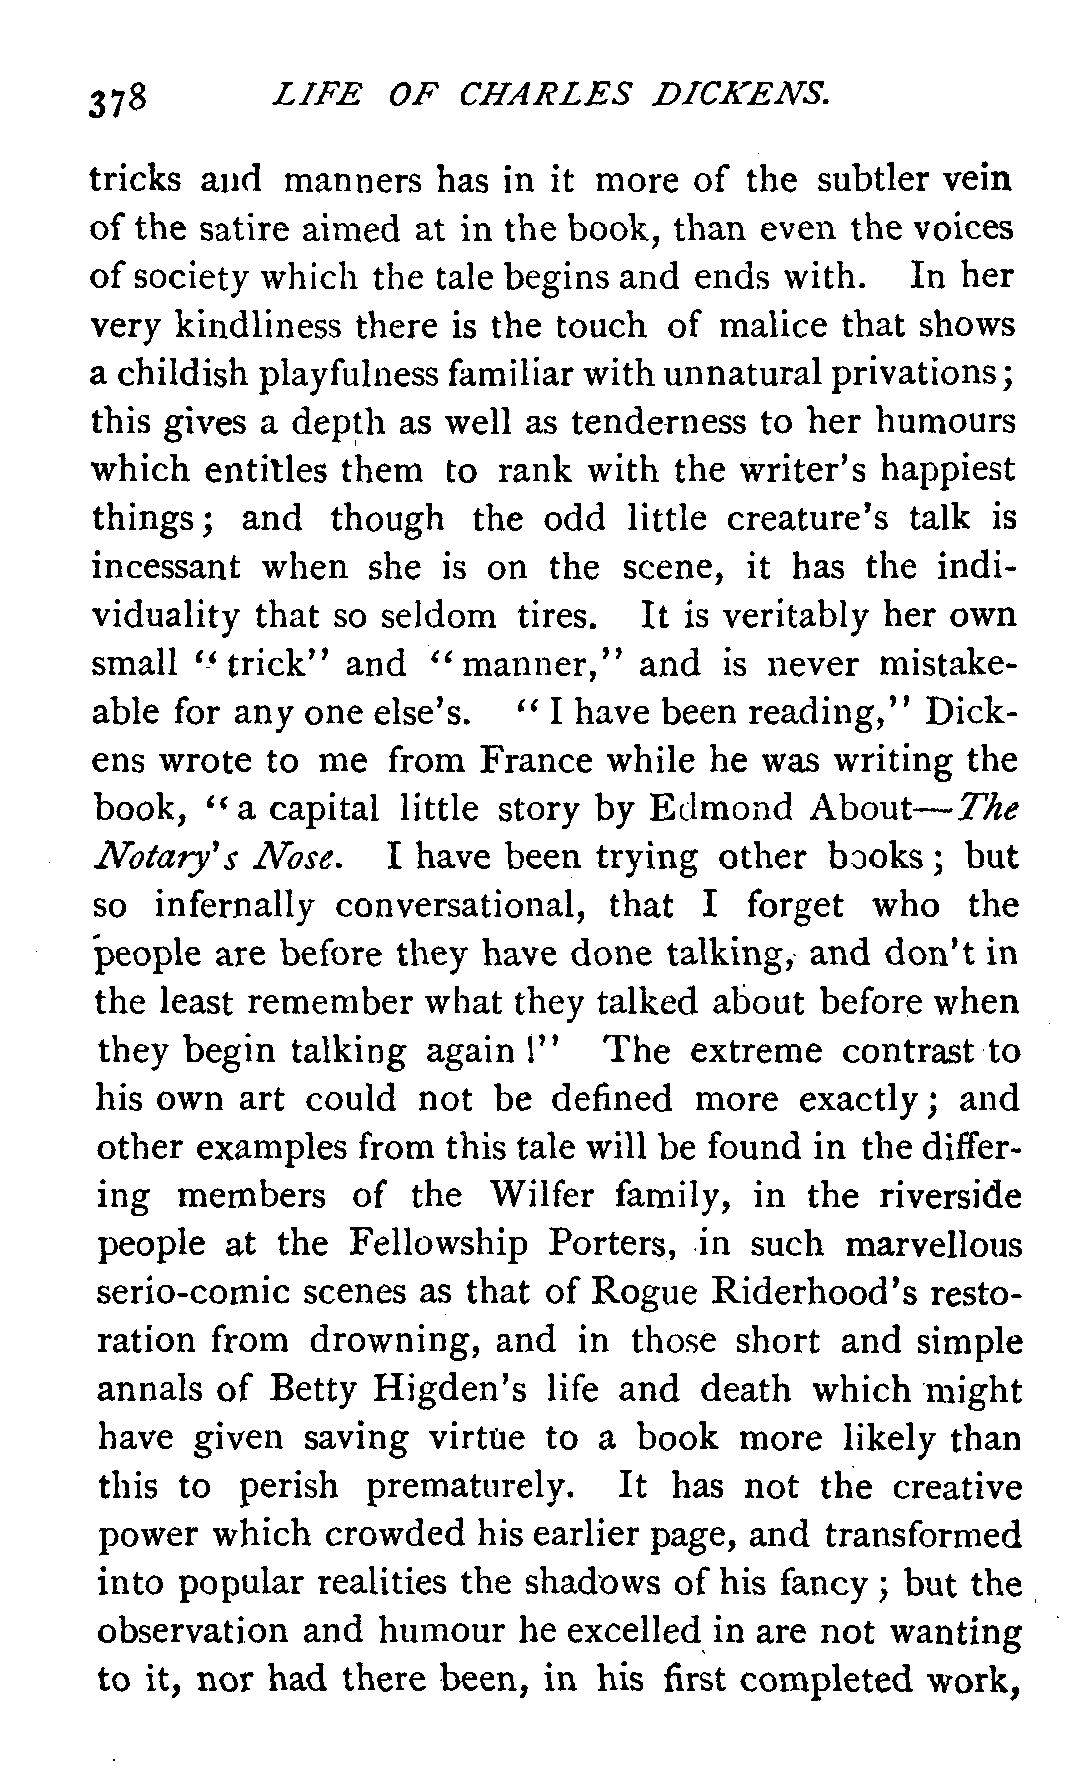 378 LIFE OF CHARLES DICKENS.
tricks and manners has in it more of the subtler vein
of the satire aimed at in the book, than even the voices
of society which the tale begins and ends with. In her
very kindliness there is the touch of malice that shows
a childish playfulness familiar with unnatural privations;
this gives a depth as well as tenderness to her humours
which entitles them to rank with the writer's happiest
things; and though the odd little creature's talk is
incessant when she is on the scene, it has the indi-
viduality that so seldom tires. It is veritably her own
small "trick" and "manner," and is never mistake-
able for any one else's. "I have been reading," Dick-
ens wrote to me from France while he was writing the
book, "a capital little story by Edmond About—The
Notary's Nose. I have been trying other books; but
so infernally conversational, that I forget who the
people are before they have done talking, and don't in
the least remember what they talked about before when
they begin talking again!" The extreme contrast to
his own art could not be defined more exactly; and
other examples from this tale will be found in the differ-
ing members of the Wilfer family, in the riverside
people at the Fellowship Porters, in such marvellous
serio-comic scenes as that of Rogue Riderhood's resto-
ration from drowning, and in those short and simple
annals of Betty Higden's life and death which might
have given saving virtue to a book more likely than
this to perish prematurely. It has not the creative
power which crowded his earlier page, and transformed
into popular realities the shadows of his fancy; but the
observation and humour he excelled in are not wanting
to it, nor had there been, in his first completed work,